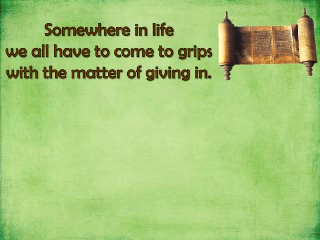 Somewhere in life
we all have to come to grips
with the matter of giving in.